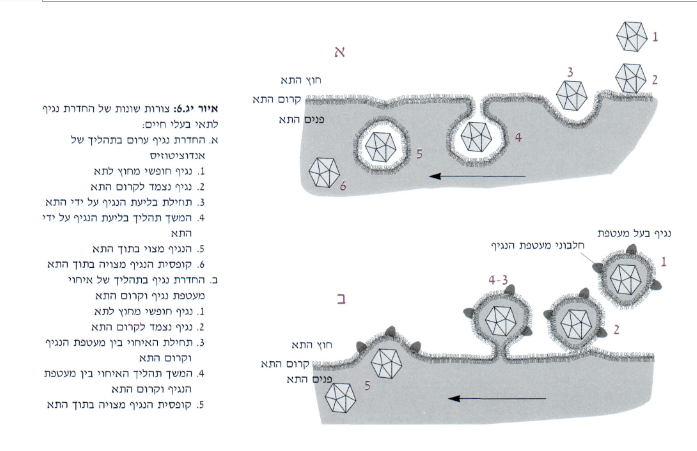 איור יג.6: צורות שונות של החדרת נגיף
לתאי בעלי חיים:
א. החדרת נגיף ערום בתהליך של
אנדוציטוזיס
1. נגיף חופשי מחוץ לתא
2. נגיף נצמד לקרום התא
3. תחילת בליעת הנגיף על ידי התא
4. המשך תהליך בליעת הנגיף על ידי
התא
5. הנגיף מצוי בתוך התא
6. קופסית הנגיף מצויה בתוך התא
ב. החדרת נגיף בתהליך של איחוי
מעטפת נגיף וקרום התא
1. נגיף חופשי מחוץ לתא
2. נגיף נצמד לקרום התא
3. תחילת האיחוי בין מעטפת הנגיף
וקרום התא
4. המשך תהליך האיחוי בין מעטפת
הנגיף וקרום התא
5. קופסית הנגיף מצויה בתוך התא
א
חוץ התא
קרום התא
פנים התא
1
2
3
4
5
6
נגיף בעל מעטפת
חלבוני מעטפת הנגיף
1
ב
4-3
2
חוץ התא
קרום התא
פנים התא
5